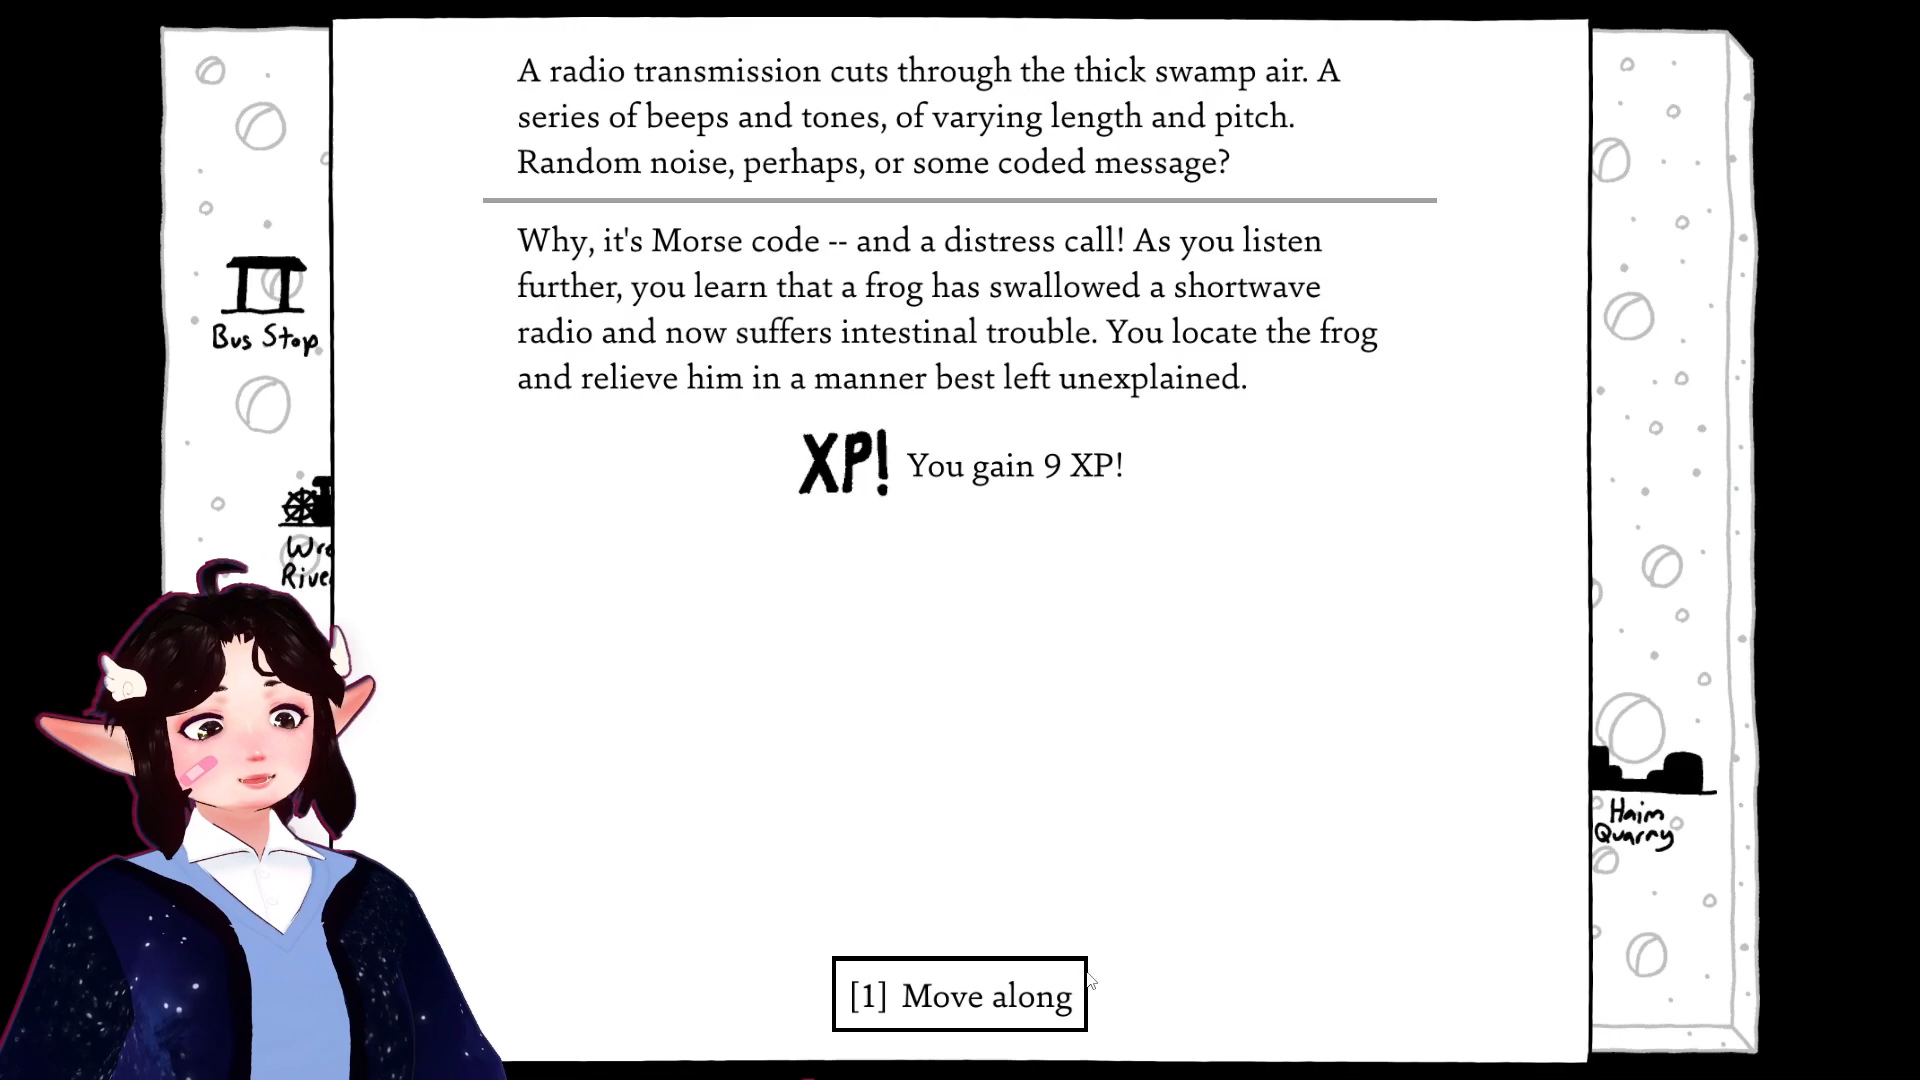 A radio transmission cuts through the thick swamp air. A
series of beeps and tones, of varying length and pitch.
Random noise, perhaps, or some coded message?
Why, it's Morse code -- and a distress call! As you listen
further, you learn that a frog has swallowed a shortwave
radio and now suffers intestinal trouble. You locate the frog
and relieve him in a manner best left unexplained.
XP! You gain 9 XP!
Bus Stop
Haim
Quarry
[1] Move along